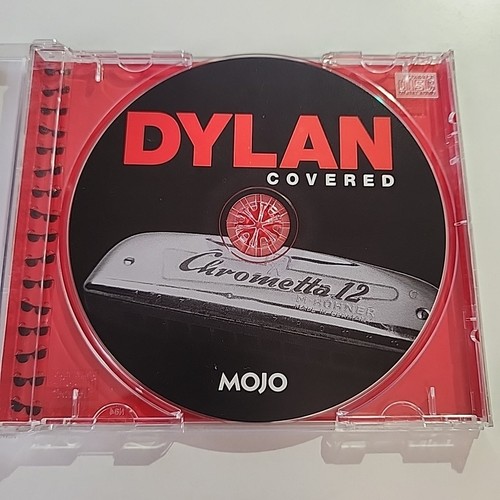 DYLAN
COVERED
Chrometta 12
M. HOHNER
MOJO